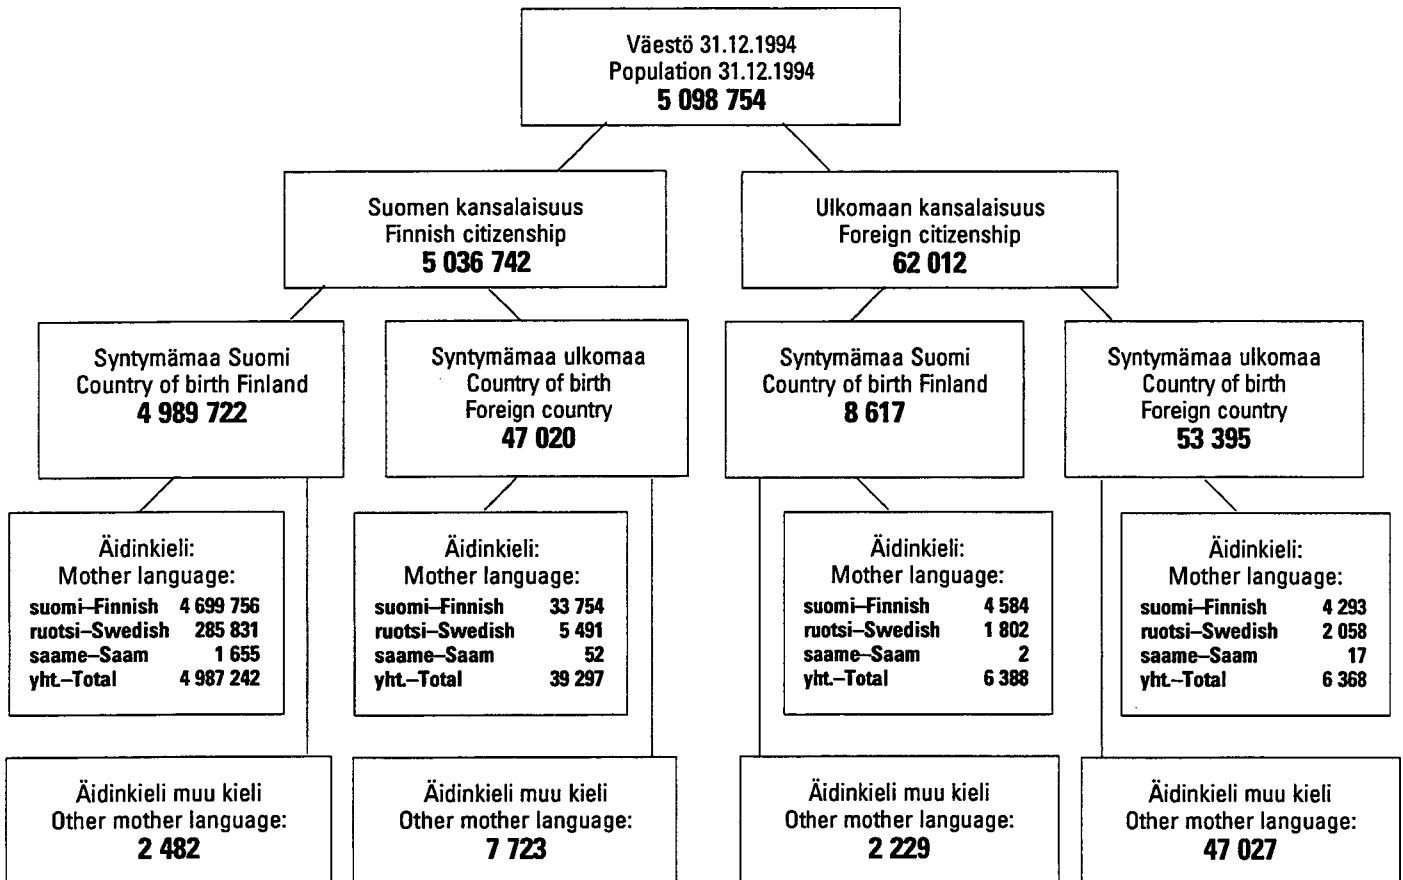 Väestö 31.12.1994
Population 31.12.1994
5 098 754
Suomen kansalaisuus
Finnish citizenship
5 036 742
Ulkomaan kansalaisuus
Foreign citizenship
62 012
Syntymämaa Suomi
Country of birth Finland
4 989 722
Syntymämaa ulkomaa
Country of birth
Foreign country
47 020
Syntymämaa Suomi
Country of birth Finland
8 617
Syntymämaa ulkomaa
Country of birth
Foreign country
53 395
Äidinkieli:
Mother language:
suomi–Finnish 4 699 756
ruotsi–Swedish 285 831
saame–Saam 1 655
yht.–Total 4 987 242
Äidinkieli:
Mother language:
suomi–Finnish 33 754
ruotsi–Swedish 5 491
saame–Saam 52
yht.–Total 39 297
Äidinkieli:
Mother language:
suomi–Finnish 4 584
ruotsi–Swedish 1 802
saame–Saam 2
yht.–Total 6 388
Äidinkieli:
Mother language:
suomi–Finnish 4 293
ruotsi–Swedish 2 058
saame–Saam 17
yht.–Total 6 368
Äidinkieli muu kieli
Other mother language:
2 482
Äidinkieli muu kieli
Other mother language:
7 723
Äidinkieli muu kieli
Other mother language:
2 229
Äidinkieli muu kieli
Other mother language:
47 027